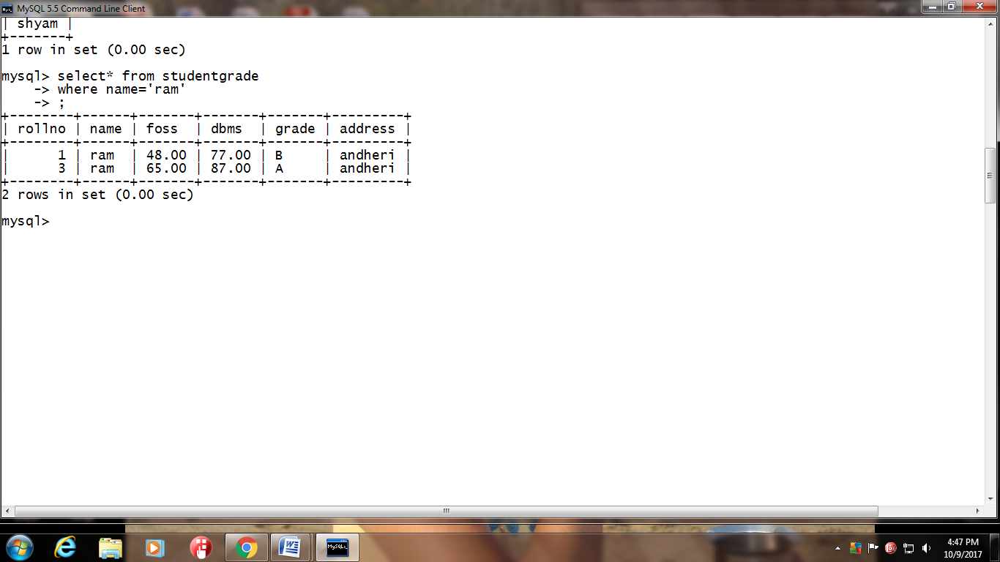 MySQL 5.5 Command Line Client
| shyam |
+-------+
1 row in set (0.00 sec)
mysql> select* from studentgrade
    -> where name='ram'
    -> ;
+--------+------+-------+-------+-------+---------+
| rollno | name | foss  | dbms  | grade | address |
+--------+------+-------+-------+-------+---------+
|      1 | ram  | 48.00 | 77.00 | B     | andheri |
|      3 | ram  | 65.00 | 87.00 | A     | andheri |
+--------+------+-------+-------+-------+---------+
2 rows in set (0.00 sec)
mysql>
4:47 PM
10/9/2017